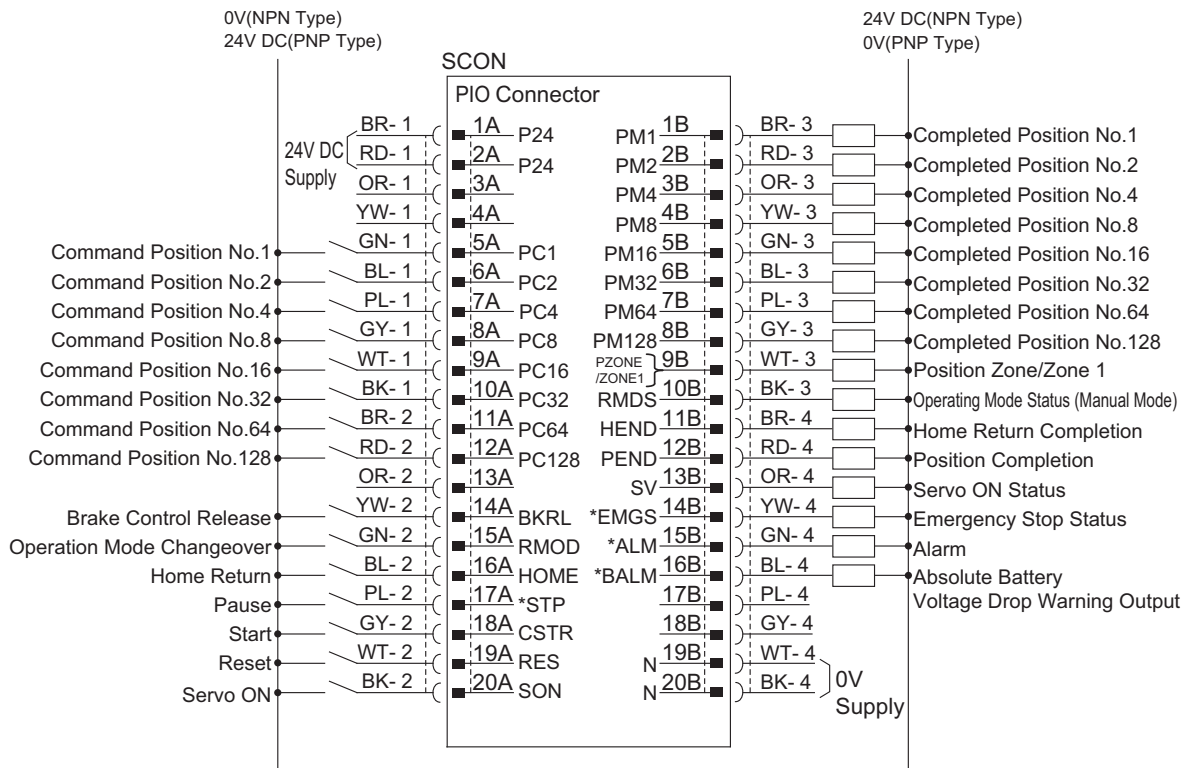 0V(NPN Type)
24V DC(PNP Type)
24V DC(NPN Type)
0V(PNP Type)
SCON
PIO Connector
24V DC
Supply
BR- 1 1A P24 PM1 1B BR- 3 Completed Position No.1
RD- 1 2A P24 PM2 2B RD- 3 Completed Position No.2
OR- 1 3A PM4 3B OR- 3 Completed Position No.4
YW- 1 4A PM8 4B YW- 3 Completed Position No.8
Command Position No.1 GN- 1 5A PC1 PM16 5B GN- 3 Completed Position No.16
Command Position No.2 BL- 1 6A PC2 PM32 6B BL- 3 Completed Position No.32
Command Position No.4 PL- 1 7A PC4 PM64 7B PL- 3 Completed Position No.64
Command Position No.8 GY- 1 8A PC8 PM128 8B GY- 3 Completed Position No.128
Command Position No.16 WT- 1 9A PC16 PZONE /ZONE1 9B WT- 3 Position Zone/Zone 1
Command Position No.32 BK- 1 10A PC32 RMDS 10B BK- 3 Operating Mode Status (Manual Mode)
Command Position No.64 BR- 2 11A PC64 HEND 11B BR- 4 Home Return Completion
Command Position No.128 RD- 2 12A PC128 PEND 12B RD- 4 Position Completion
OR- 2 13A SV 13B OR- 4 Servo ON Status
Brake Control Release YW- 2 14A BKRL *EMGS 14B YW- 4 Emergency Stop Status
Operation Mode Changeover GN- 2 15A RMOD *ALM 15B GN- 4 Alarm
Home Return BL- 2 16A HOME *BALM 16B BL- 4 Absolute Battery
Voltage Drop Warning Output
Pause PL- 2 17A *STP 17B PL- 4
Start GY- 2 18A CSTR 18B GY- 4
Reset WT- 2 19A RES N 19B WT- 4
Servo ON BK- 2 20A SON N 20B BK- 4
0V
Supply